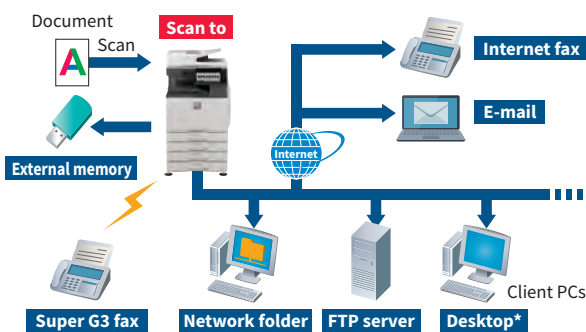 Document
Scan
Scan to
Internet fax
E-mail
External memory
Internet
Super G3 fax
Network folder
FTP server
Desktop*
Client PCs